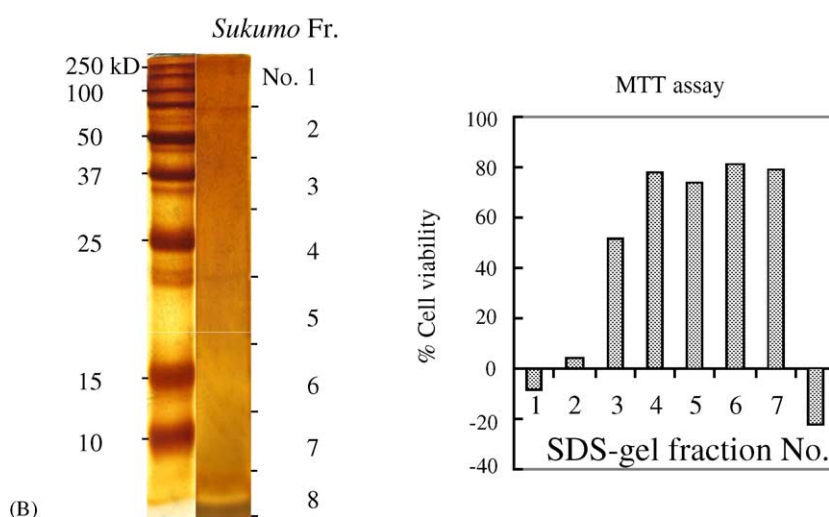 Sukumo Fr.
250 kD
100
50
37
25
15
10
No. 1
2
3
4
5
6
7
8
(B)
MTT assay
% Cell viability
100
80
60
40
20
0
-20
-40
1 2 3 4 5 6 7
SDS-gel fraction No.